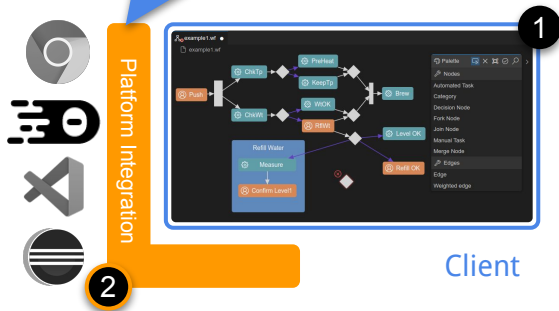 1
example1.wf
example1.wf
Palette
Nodes
Automated Task
Category
Decision Node
Fork Node
Join Node
Manual Task
Merge Node
Edges
Edge
Weighted edge
Push
ChkTp
PreHeat
KeepTp
Brew
ChkWt
WtOK
RflWt
Level OK
Refill OK
Refill Water
Measure
Confirm Level1
Platform Integration
2
Client